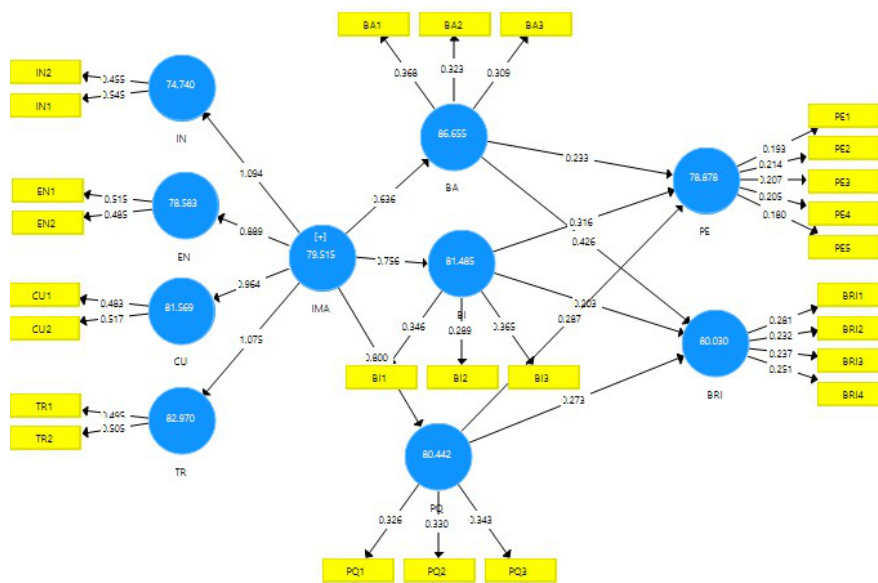 BA1
BA2
BA3
0.368
0.323
0.309
IN2
IN1
0.455
0.545
74.740
IN
EN1
EN2
0.515
0.485
78.583
EN
CU1
CU2
0.483
0.517
81.569
CU
TR1
TR2
0.495
0.505
82.970
TR
1.094
0.889
0.964
1.075
[+]
79.515
IMA
0.636
0.756
0.800
86.655
BA
81.485
BI
0.346
0.289
0.365
BI1
BI2
BI3
80.442
PQ
0.326
0.330
0.343
PQ1
PQ2
PQ3
0.233
0.316
0.426
0.287
0.203
0.273
78.878
PE
0.193
0.214
0.207
0.205
0.180
PE1
PE2
PE3
PE4
PE5
80.030
BRI
0.281
0.232
0.237
0.251
BRI1
BRI2
BRI3
BRI4